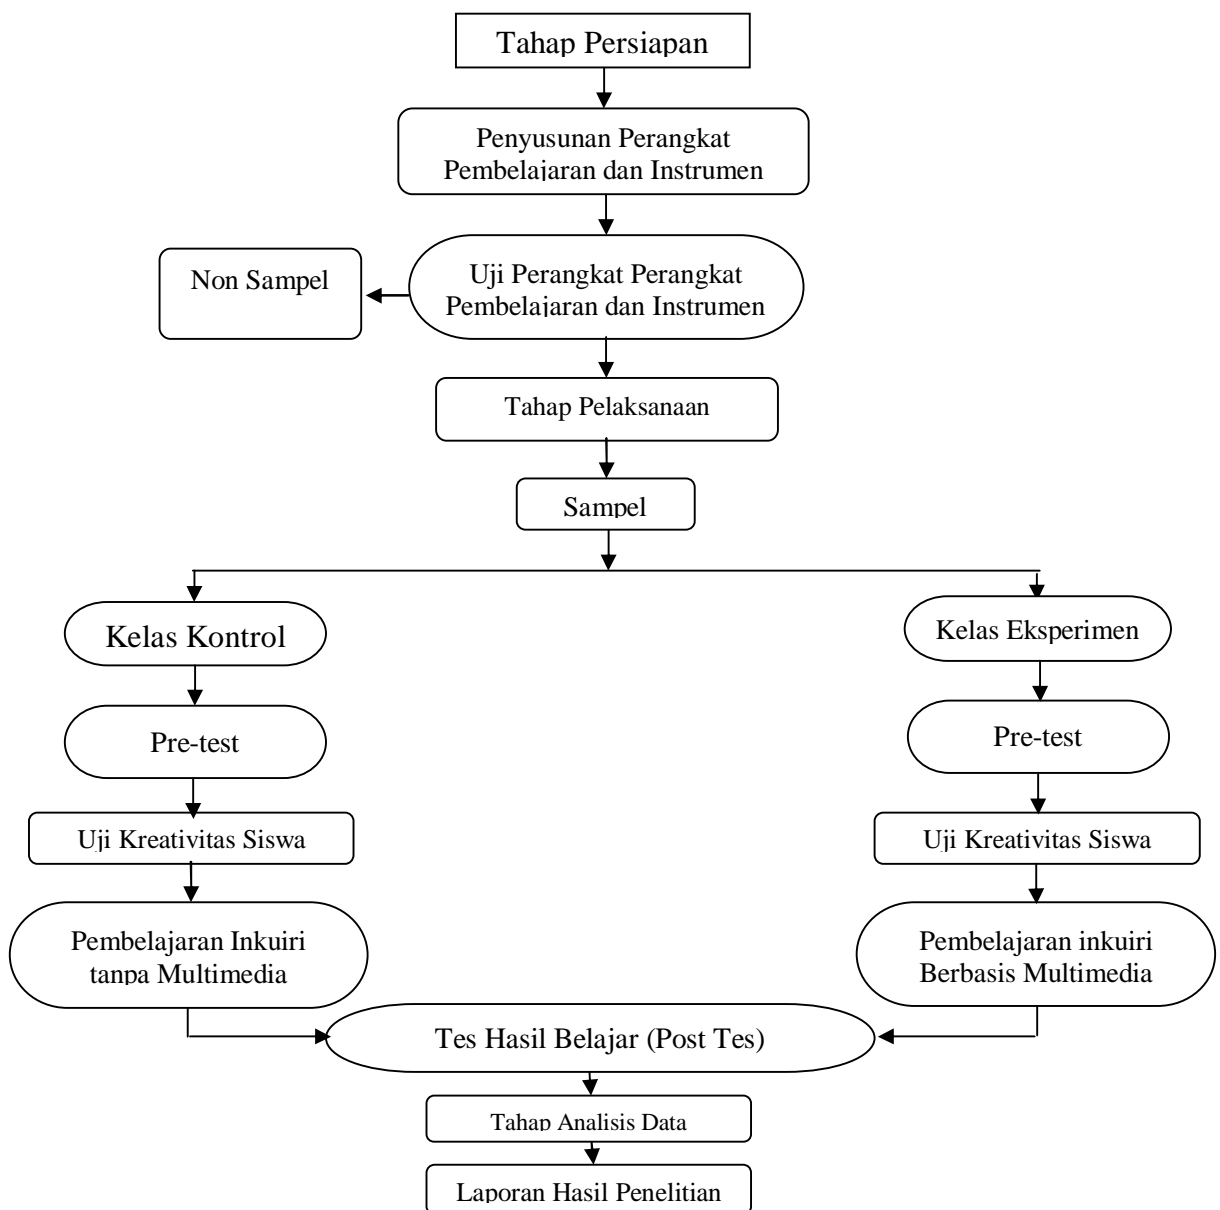 Tahap Persiapan
Penyusunan Perangkat
Pembelajaran dan Instrumen
Non Sampel
Uji Perangkat Perangkat
Pembelajaran dan Instrumen
Tahap Pelaksanaan
Sampel
Kelas Kontrol
Kelas Eksperimen
Pre-test
Pre-test
Uji Kreativitas Siswa
Uji Kreativitas Siswa
Pembelajaran Inkuiri
tanpa Multimedia
Pembelajaran inkuiri
Berbasis Multimedia
Tes Hasil Belajar (Post Tes)
Tahap Analisis Data
Laporan Hasil Penelitian